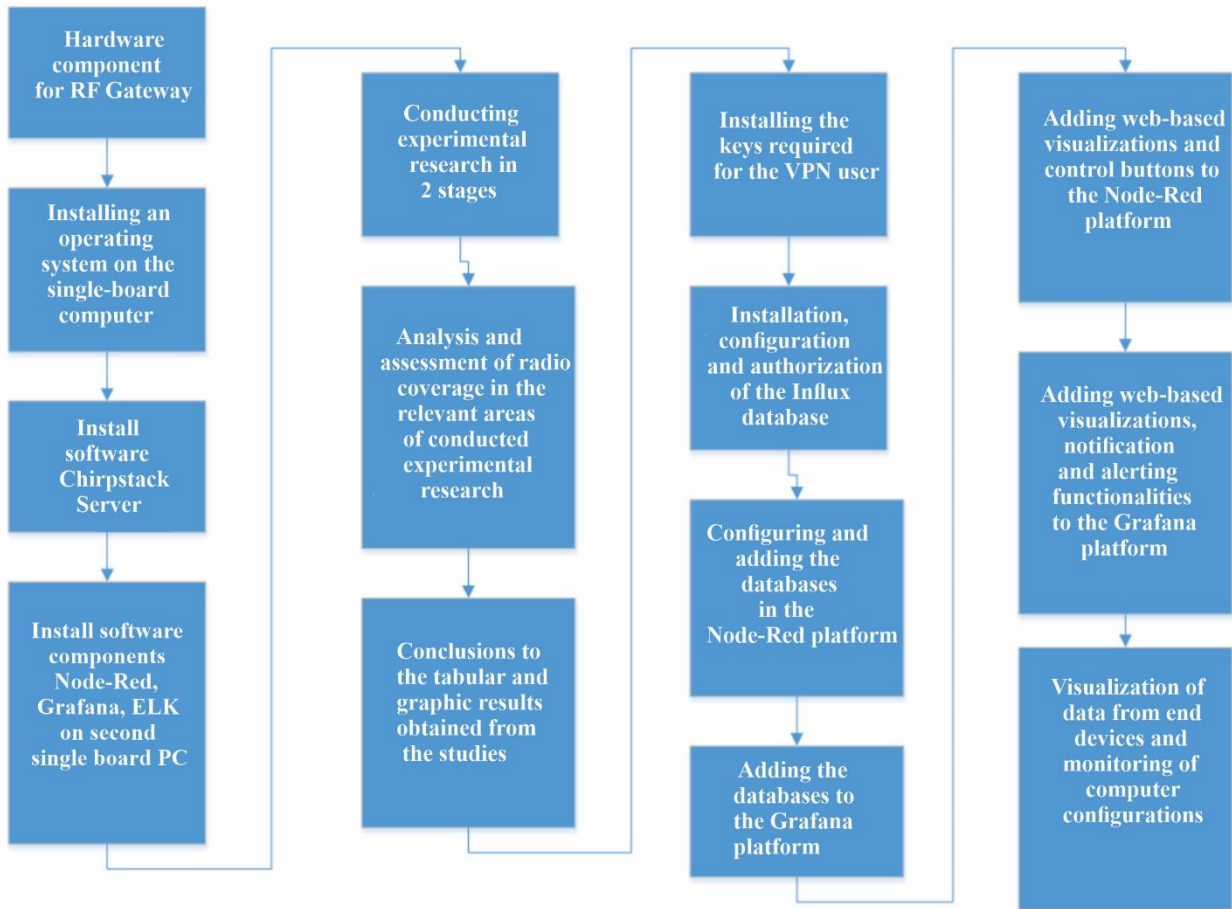 Hardware
component
for RF Gateway
Installing an
operating
system on the
single-board
computer
Install
software
Chirpstack
Server
Install software
components
Node-Red,
Grafana, ELK
on second
single board PC
Conducting
experimental
research in
2 stages
Analysis and
assessment of radio
coverage in the
relevant areas
of conducted
experimental
research
Conclusions to
the tabular and
graphic results
obtained from
the studies
Installing the
keys required
for the VPN user
Installation,
configuration
and authorization
of the Influx
database
Configuring and
adding the
databases
in the
Node-Red platform
Adding the
databases to
the Grafana
platform
Adding web-based
visualizations and
control buttons to
the Node-Red
platform
Adding web-based
visualizations,
notification
and alerting
functionalities
to the Grafana
platform
Visualization of
data from end
devices and
monitoring of
computer
configurations